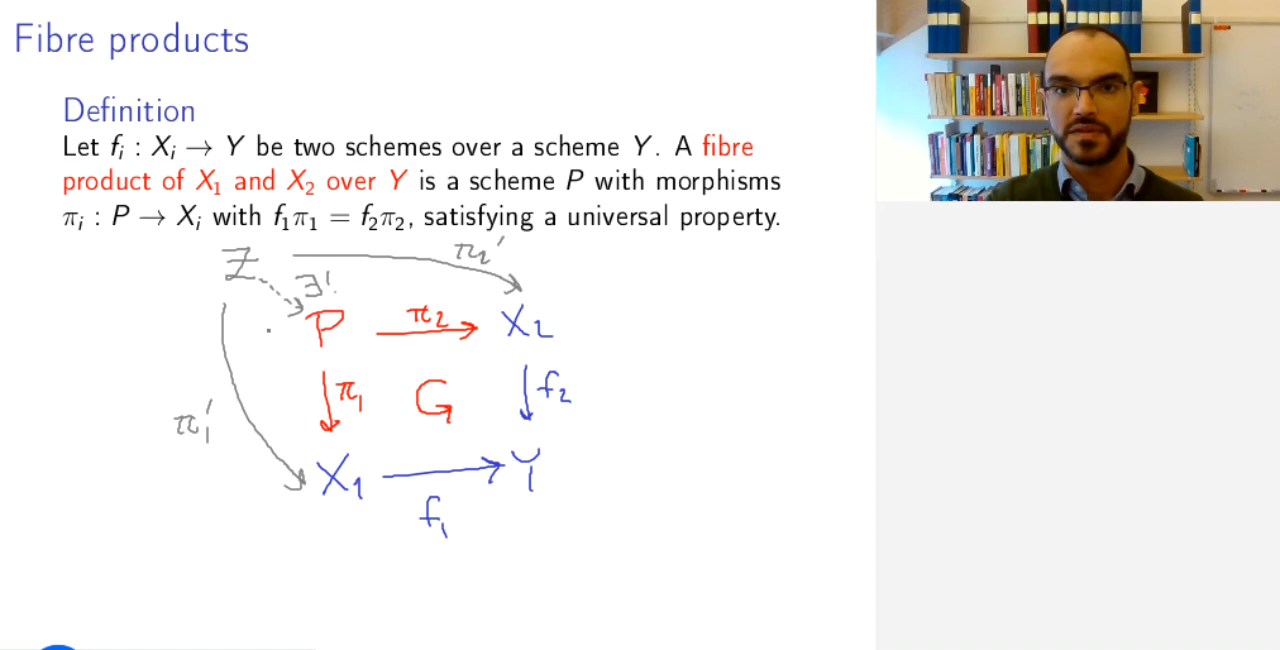 Fibre products
Definition
Let fᵢ : Xᵢ → Y be two schemes over a scheme Y. A fibre
product of X₁ and X₂ over Y is a scheme P with morphisms
πᵢ : P → Xᵢ with f₁π₁ = f₂π₂, satisfying a universal property.
Z π₂′
∃!
P π₂ X₂
π₁ f₂
π₁′
X₁ Y
f₁